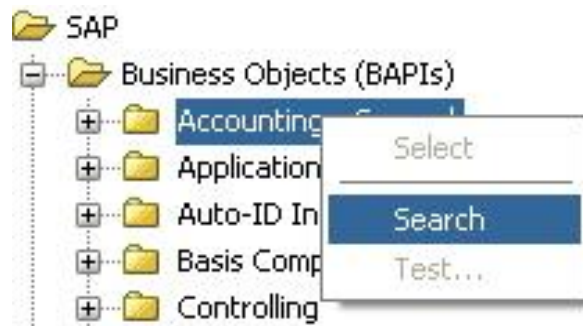 SAP
Business Objects (BAPIs)
Accounting
Select
Application
Auto-ID In
Search
Basis Comp
Test...
Controlling